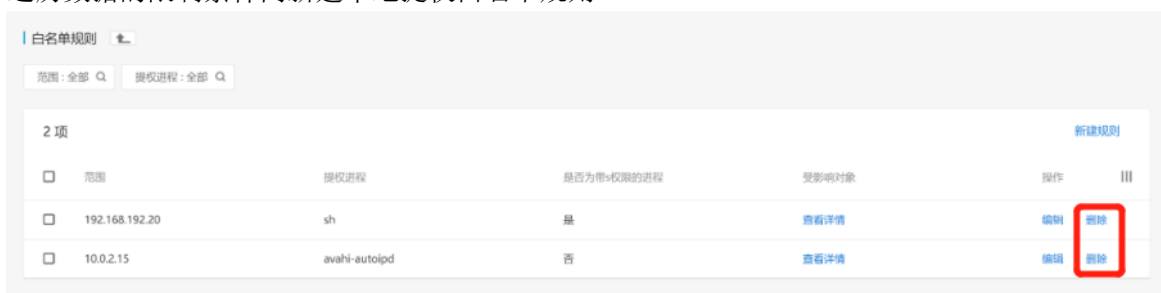 白名单规则
范围：全部 提权进程：全部
2 项 新建规则
范围 提权进程 是否为带s权限的进程 受影响对象 操作
192.168.192.20 sh 是 查看详情 编辑 删除
10.0.2.15 avahi-autoipd 否 查看详情 编辑 删除